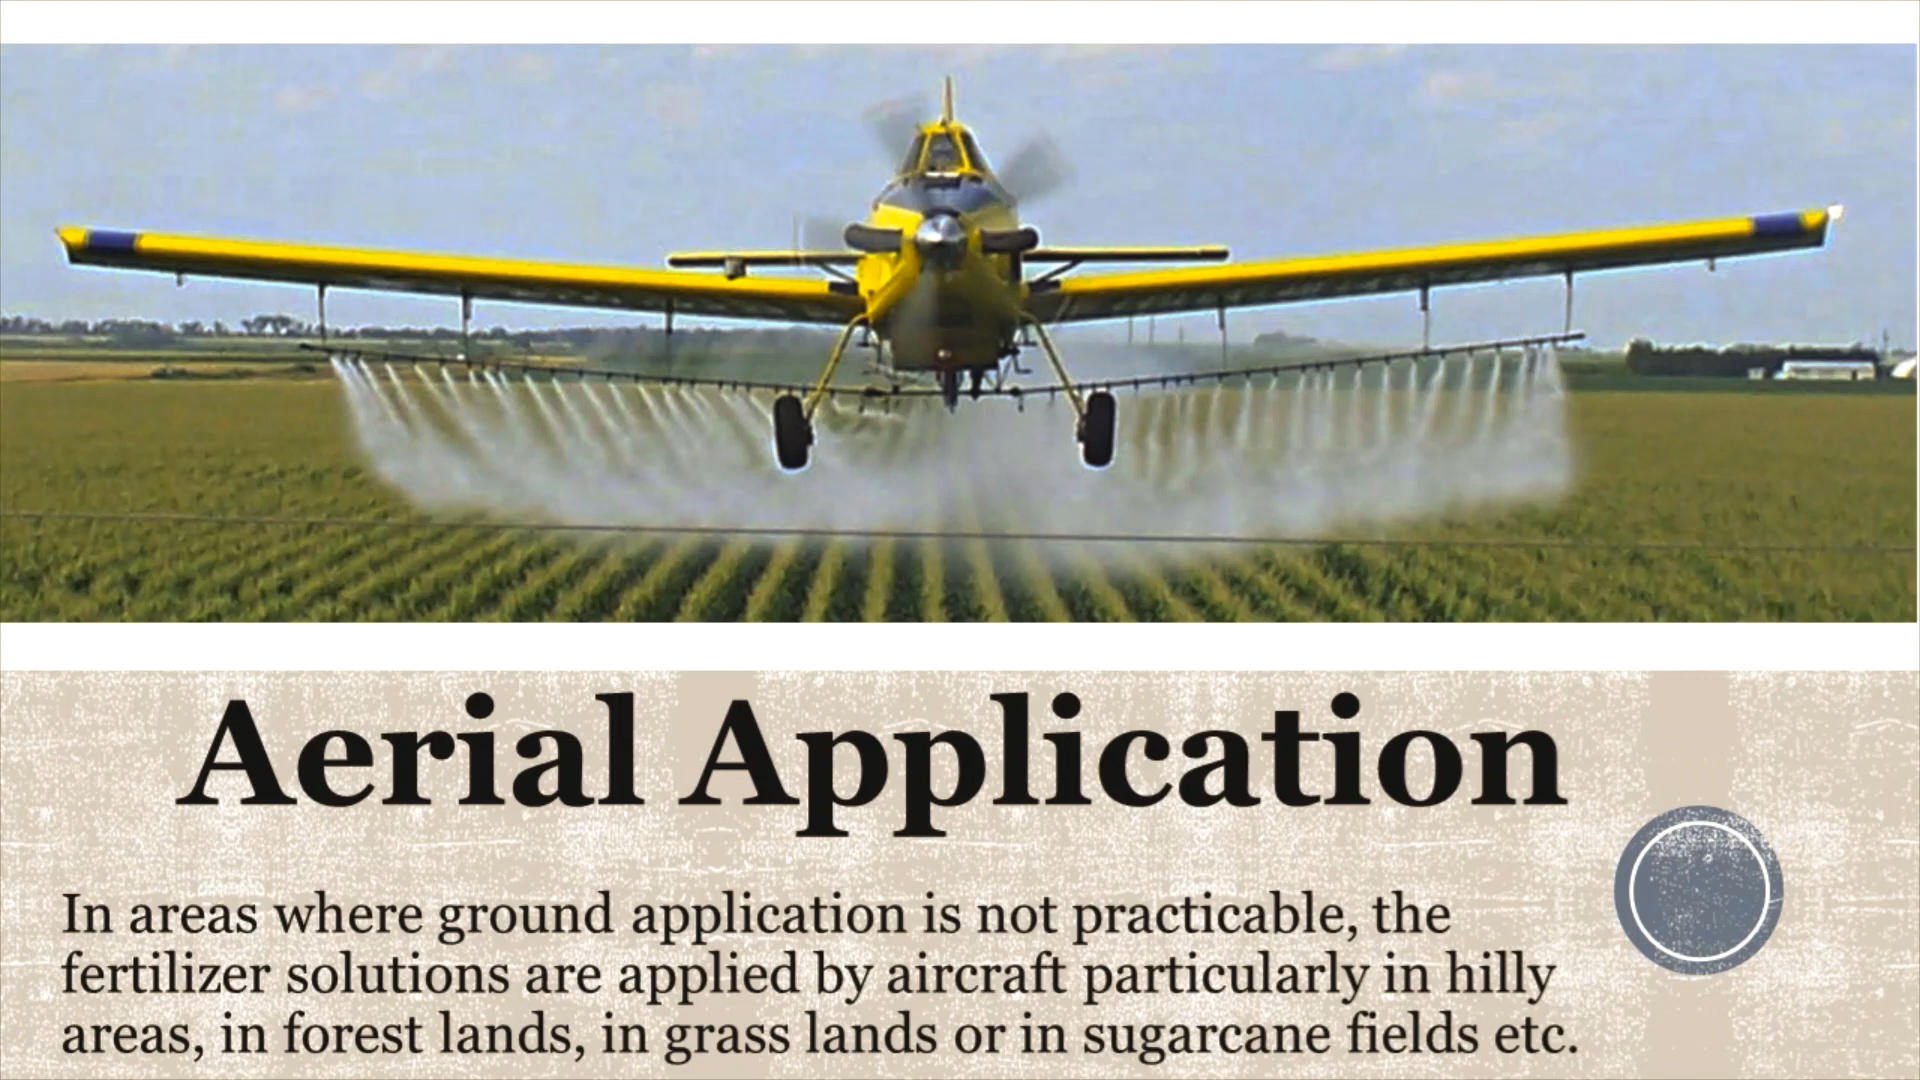 Aerial Application
In areas where ground application is not practicable, the
fertilizer solutions are applied by aircraft particularly in hilly
areas, in forest lands, in grass lands or in sugarcane fields etc.